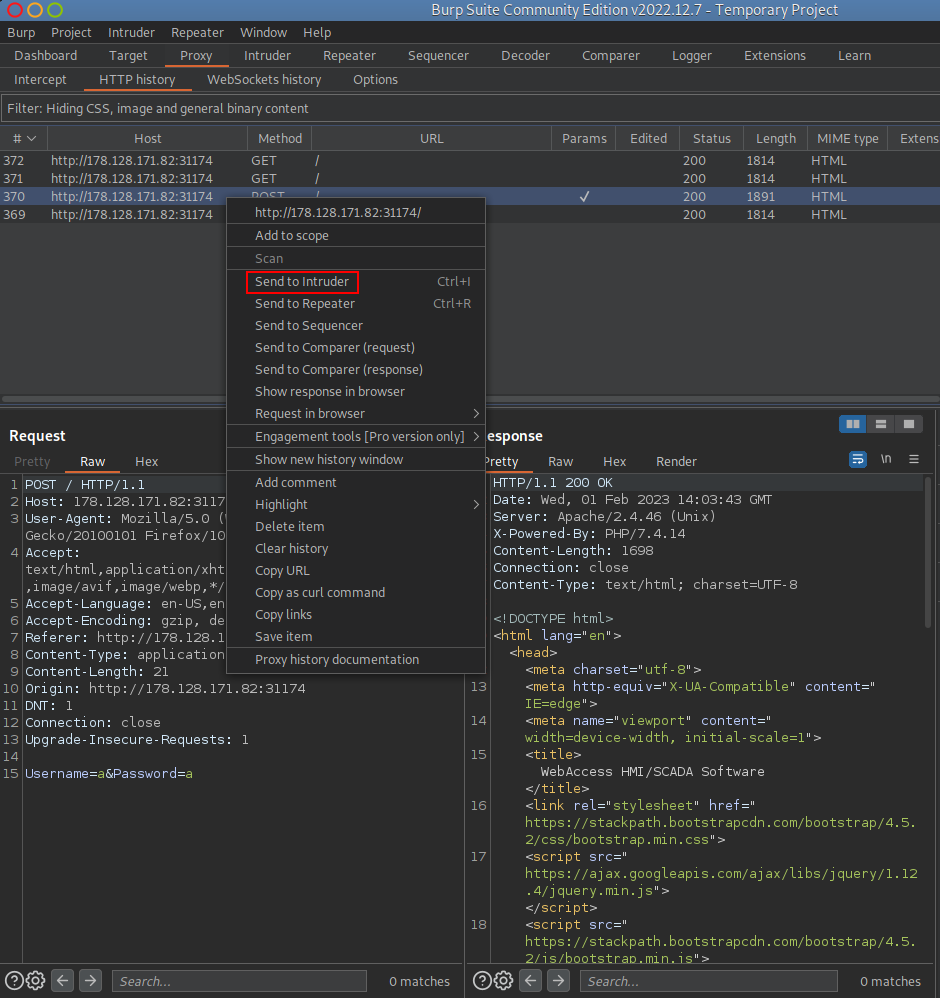 Burp Suite Community Edition v2022.12.7 - Temporary Project
Burp Project Intruder Repeater Window Help
Dashboard Target Proxy Intruder Repeater Sequencer Decoder Comparer Logger Extensions Learn
Intercept HTTP history WebSockets history Options
Filter: Hiding CSS, image and general binary content
# Host Method URL Params Edited Status Length MIME type Extens
372 http://178.128.171.82:31174 GET / 200 1814 HTML
371 http://178.128.171.82:31174 GET / 200 1814 HTML
370 http://178.128.171.82:31174 POST / ✓ 200 1891 HTML
369 http://178.128.171.82:31174 200 1814 HTML
http://178.128.171.82:31174/
Add to scope
Scan
Send to Intruder Ctrl+I
Send to Repeater Ctrl+R
Send to Sequencer
Send to Comparer (request)
Send to Comparer (response)
Show response in browser
Request in browser >
Engagement tools [Pro version only] >
Show new history window
Add comment
Highlight >
Delete item
Clear history
Copy URL
Copy as curl command
Copy links
Save item
Proxy history documentation
Request
Pretty Raw Hex
1 POST / HTTP/1.1
2 Host: 178.128.171.82:3117
3 User-Agent: Mozilla/5.0 (
Gecko/20100101 Firefox/10
4 Accept:
text/html,application/xht
,image/avif,image/webp,*/
5 Accept-Language: en-US,en
6 Accept-Encoding: gzip, de
7 Referer: http://178.128.1
8 Content-Type: application
9 Content-Length: 21
10 Origin: http://178.128.171.82:31174
11 DNT: 1
12 Connection: close
13 Upgrade-Insecure-Requests: 1
14
15 Username=a&Password=a
esponse
retty Raw Hex Render
\n
HTTP/1.1 200 OK
Date: Wed, 01 Feb 2023 14:03:43 GMT
Server: Apache/2.4.46 (Unix)
X-Powered-By: PHP/7.4.14
Content-Length: 1698
Connection: close
Content-Type: text/html; charset=UTF-8
<!DOCTYPE html>
<html lang="en">
<head>
<meta charset="utf-8">
13 <meta http-equiv="X-UA-Compatible" content="
IE=edge">
14 <meta name="viewport" content="
width=device-width, initial-scale=1">
15 <title>
WebAccess HMI/SCADA Software
</title>
16 <link rel="stylesheet" href="
https://stackpath.bootstrapcdn.com/bootstrap/4.5.
2/css/bootstrap.min.css">
17 <script src="
https://ajax.googleapis.com/ajax/libs/jquery/1.12
.4/jquery.min.js">
</script>
18 <script src="
https://stackpath.bootstrapcdn.com/bootstrap/4.5.
2/js/bootstrap.min.js">
Search... 0 matches
Search... 0 matches